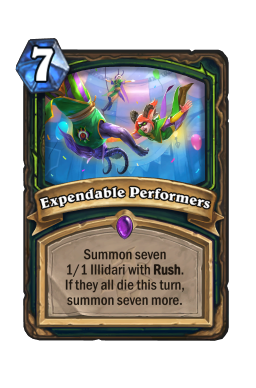 7
Expendable Performers
Summon seven
1/1 Illidari with Rush.
If they all die this turn,
summon seven more.